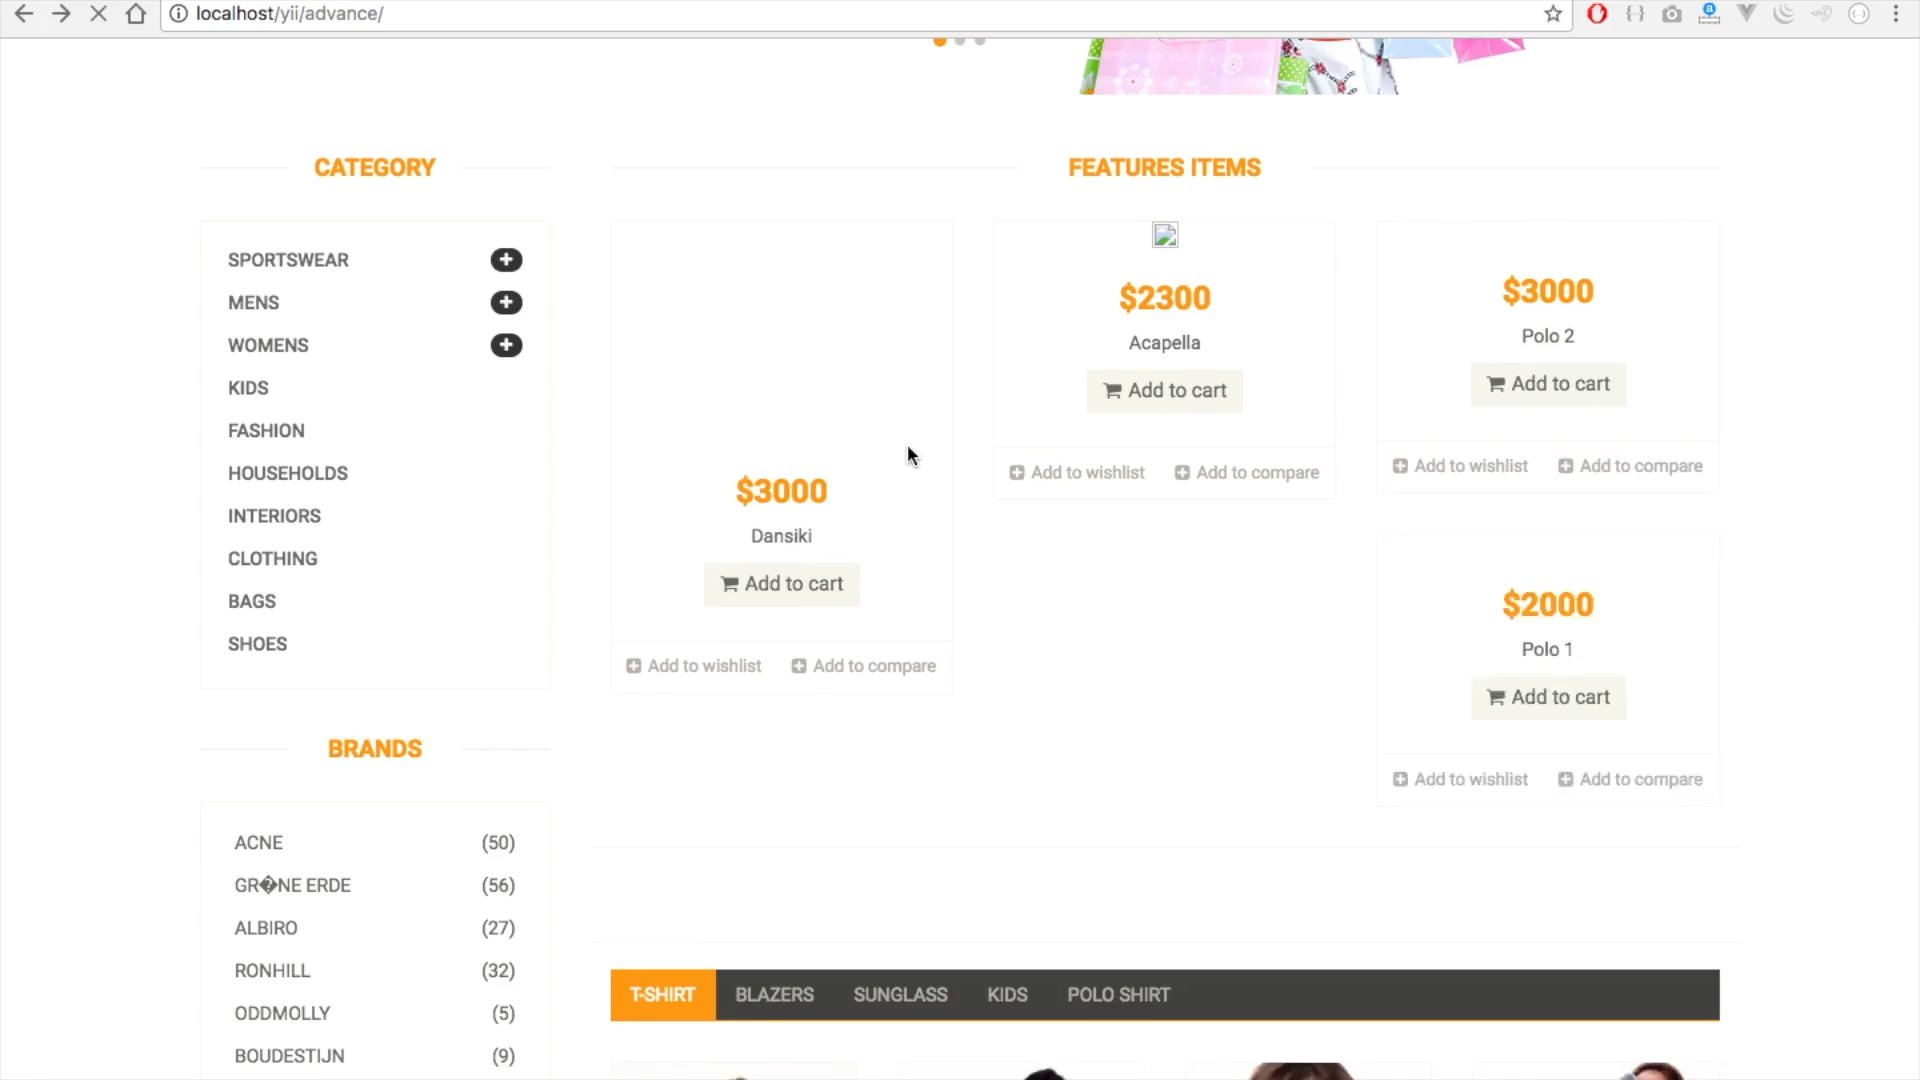 localhost/yii/advance/
CATEGORY
SPORTSWEAR
MENS
WOMENS
KIDS
FASHION
HOUSEHOLDS
INTERIORS
CLOTHING
BAGS
SHOES
BRANDS
ACNE (50)
GR�NE ERDE (56)
ALBIRO (27)
RONHILL (32)
ODDMOLLY (5)
BOUDESTIJN (9)
FEATURES ITEMS
$3000
Dansiki
Add to cart
Add to wishlist Add to compare
$2300
Acapella
Add to cart
Add to wishlist Add to compare
$3000
Polo 2
Add to cart
Add to wishlist Add to compare
$2000
Polo 1
Add to cart
Add to wishlist Add to compare
T-SHIRT BLAZERS SUNGLASS KIDS POLO SHIRT